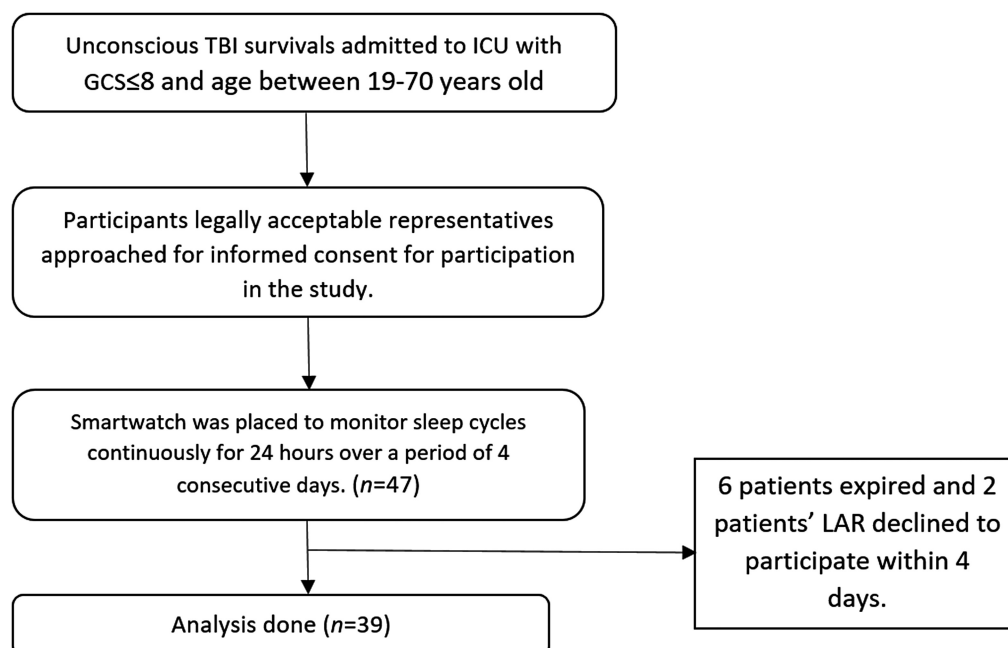 Unconscious TBI survivals admitted to ICU with
GCS≤8 and age between 19-70 years old
Participants legally acceptable representatives
approached for informed consent for participation
in the study.
Smartwatch was placed to monitor sleep cycles
continuously for 24 hours over a period of 4
consecutive days. (n=47)
6 patients expired and 2
patients’ LAR declined to
participate within 4
days.
Analysis done (n=39)